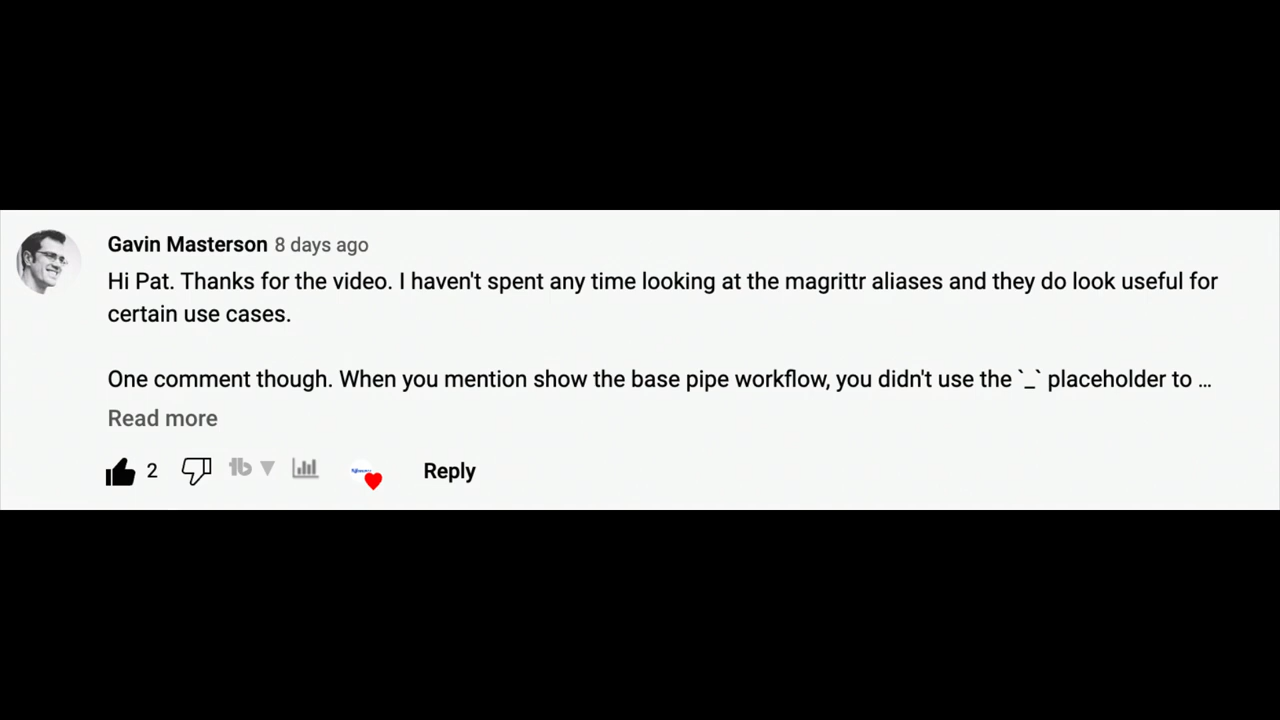 Gavin Masterson 8 days ago
Hi Pat. Thanks for the video. I haven't spent any time looking at the magrittr aliases and they do look useful for
certain use cases.
One comment though. When you mention show the base pipe workflow, you didn't use the `_` placeholder to ...
Read more
2
Reply